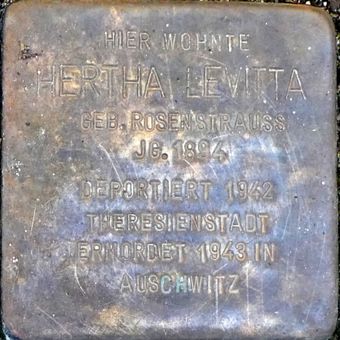 HIER WOHNTE
HERTHA LEVITTA
GEB. ROSENSTRAUSS
JG. 1894
DEPORTIERT 1942
THERESIENSTADT
ERMORDET 1943 IN
AUSCHWITZ